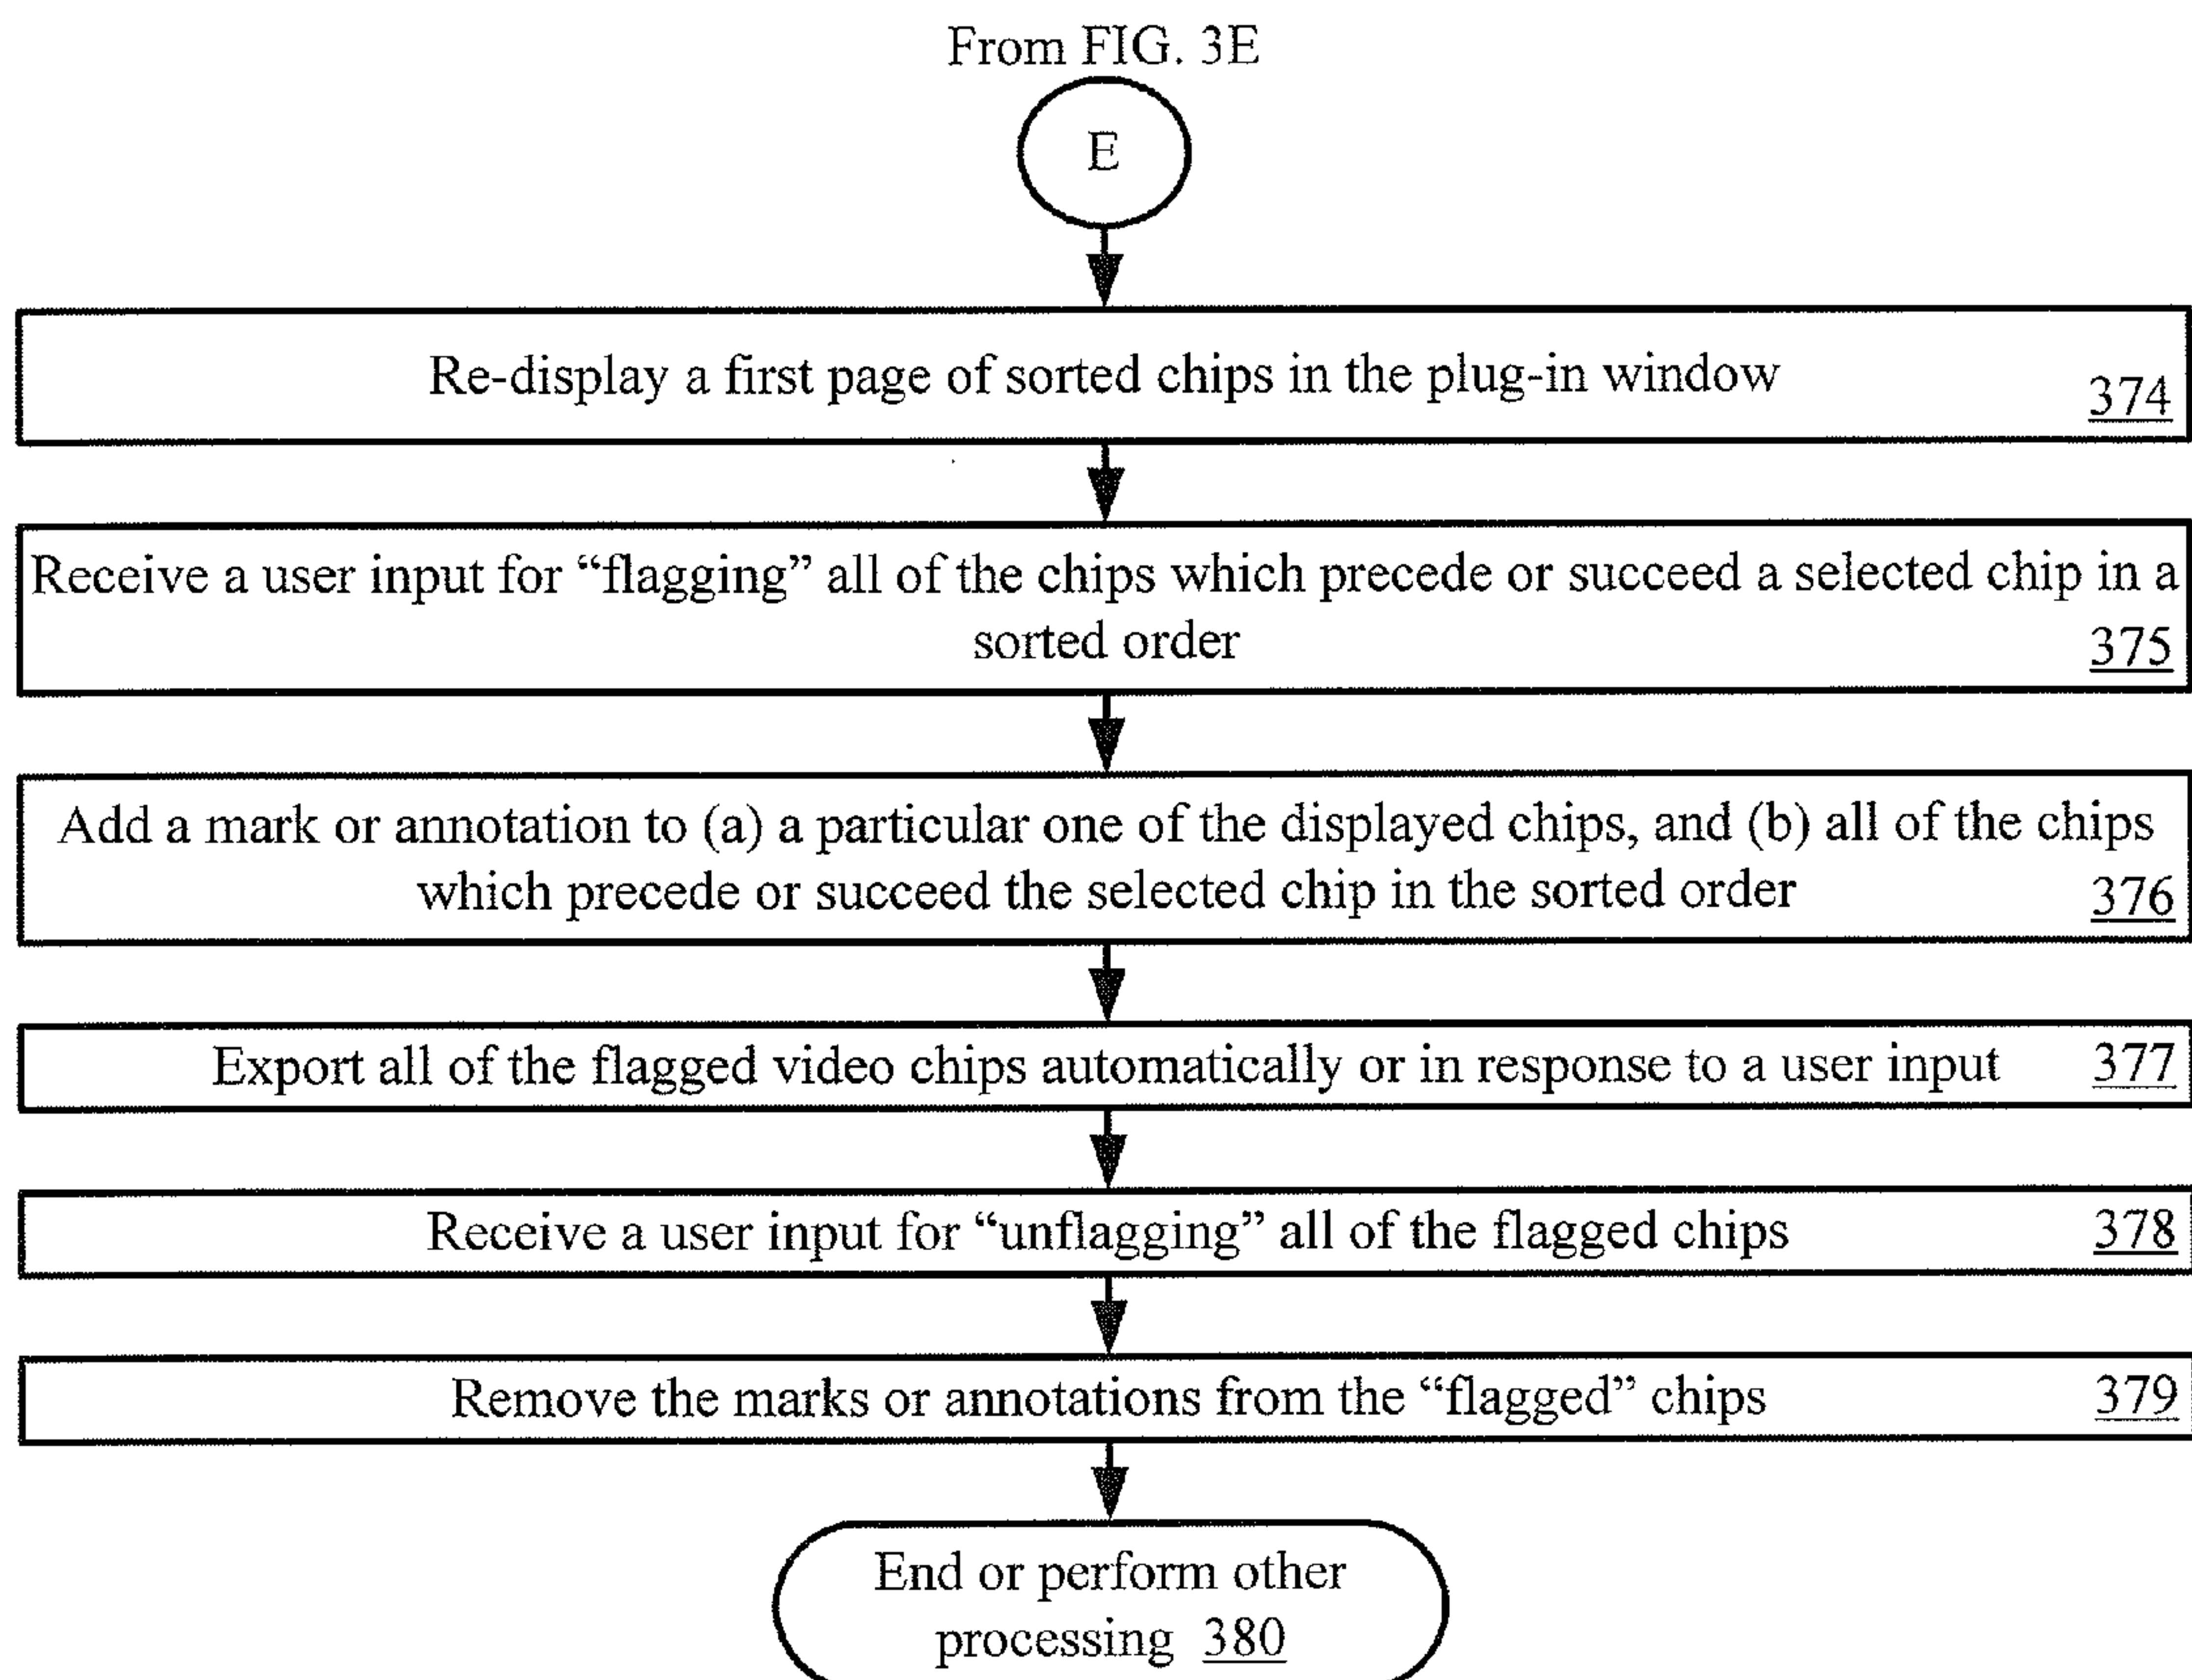 From FIG. 3E
E
Re-display a first page of sorted chips in the plug-in window
374
Receive a user input for “flagging” all of the chips which precede or succeed a selected chip in a
sorted order
375
Add a mark or annotation to (a) a particular one of the displayed chips, and (b) all of the chips
which precede or succeed the selected chip in the sorted order
376
Export all of the flagged video chips automatically or in response to a user input 377
Receive a user input for “unflagging” all of the flagged chips 378
Remove the marks or annotations from the “flagged” chips 379
End or perform other
processing 380